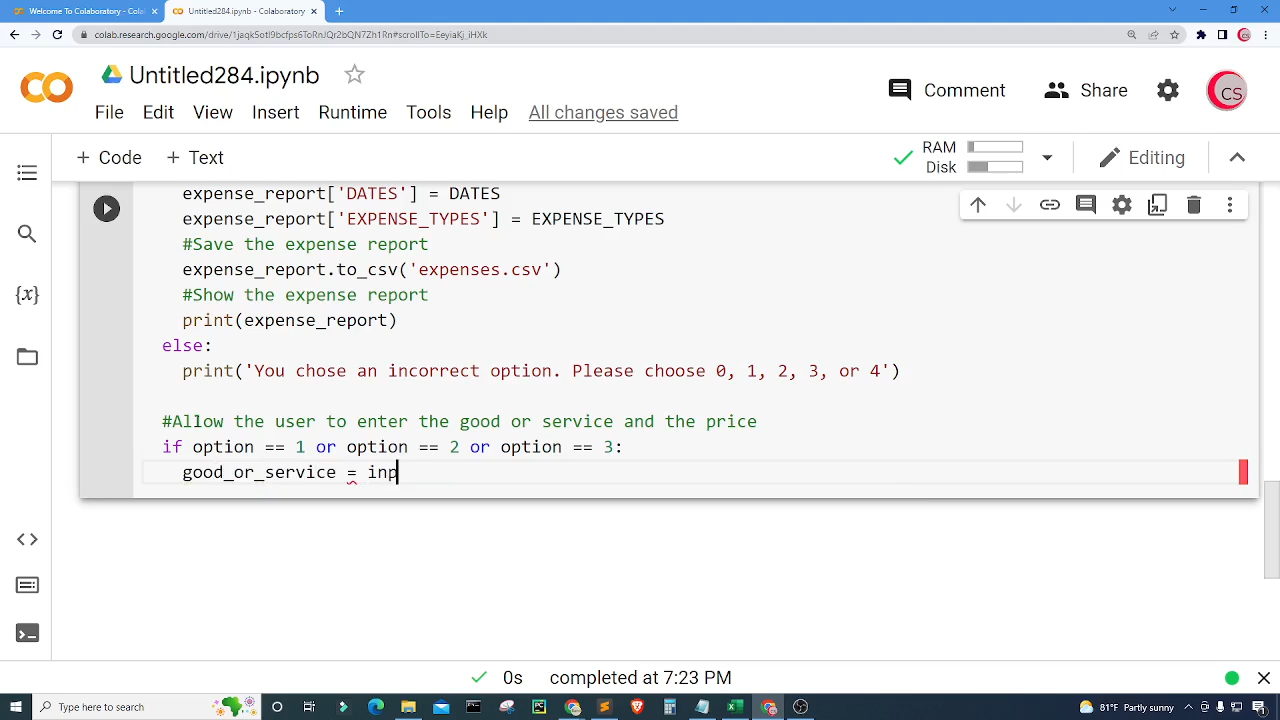 Welcome To Colaboratory - Colal
Untitled284.ipynb - Colaboratory
colab.research.google.com/drive/1jaqk5otI9bcfps6ToRnJQr2bQN7Zh1Rn#scrollTo=EeyiaKj_iHXk
Untitled284.ipynb
Comment
Share
CS
File Edit View Insert Runtime Tools Help All changes saved
+ Code + Text
RAM
Disk
Editing
expense_report['DATES'] = DATES
expense_report['EXPENSE_TYPES'] = EXPENSE_TYPES
#Save the expense report
expense_report.to_csv('expenses.csv')
#Show the expense report
print(expense_report)
else:
print('You chose an incorrect option. Please choose 0, 1, 2, 3, or 4')
#Allow the user to enter the good or service and the price
if option == 1 or option == 2 or option == 3:
good_or_service = inp
{x}
0s completed at 7:23 PM
Type here to search
81°F Partly sunny